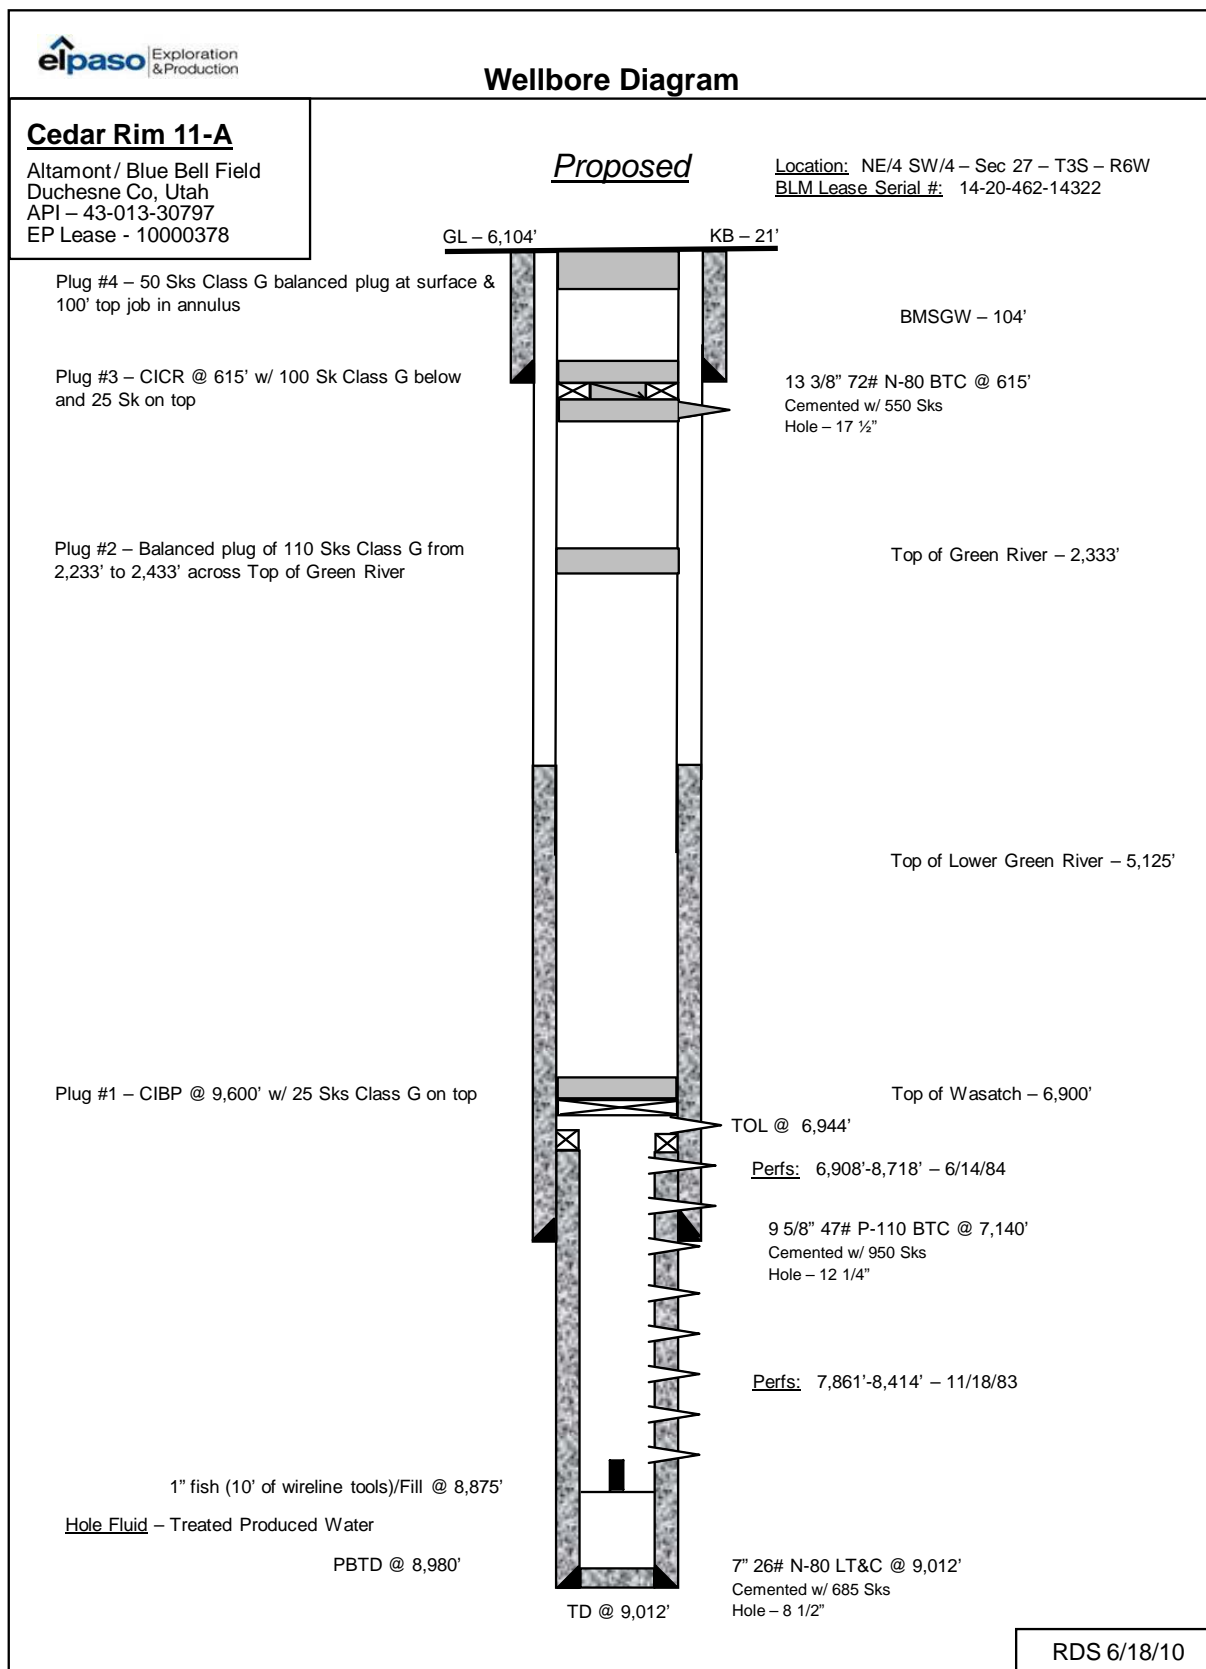 elpaso Exploration
&Production
Wellbore Diagram
Cedar Rim 11-A
Altamont / Blue Bell Field
Duchesne Co, Utah
API – 43-013-30797
EP Lease - 10000378
Proposed
Location: NE/4 SW/4 – Sec 27 – T3S – R6W
BLM Lease Serial #: 14-20-462-14322
GL – 6,104’
KB – 21’
Plug #4 – 50 Sks Class G balanced plug at surface &
100’ top job in annulus
BMSGW – 104’
Plug #3 – CICR @ 615’ w/ 100 Sk Class G below
and 25 Sk on top
13 3/8” 72# N-80 BTC @ 615’
Cemented w/ 550 Sks
Hole – 17 ½”
Plug #2 – Balanced plug of 110 Sks Class G from
2,233’ to 2,433’ across Top of Green River
Top of Green River – 2,333’
Top of Lower Green River – 5,125’
Plug #1 – CIBP @ 9,600’ w/ 25 Sks Class G on top
Top of Wasatch – 6,900’
TOL @ 6,944’
Perfs: 6,908’-8,718’ – 6/14/84
9 5/8” 47# P-110 BTC @ 7,140’
Cemented w/ 950 Sks
Hole – 12 1/4”
Perfs: 7,861’-8,414’ – 11/18/83
1” fish (10’ of wireline tools)/Fill @ 8,875’
Hole Fluid – Treated Produced Water
PBTD @ 8,980’
7” 26# N-80 LT&C @ 9,012’
Cemented w/ 685 Sks
Hole – 8 1/2”
TD @ 9,012’
RDS 6/18/10